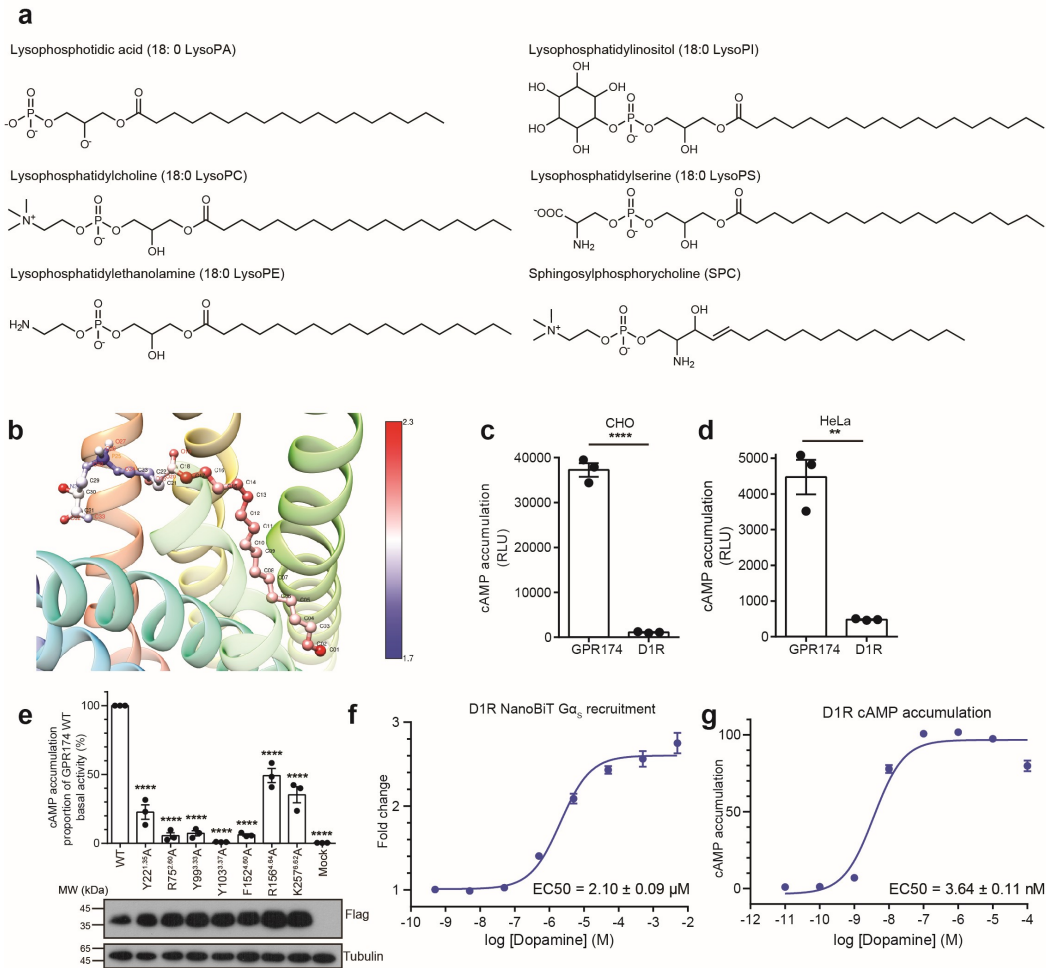 a
Lysophosphotidic acid (18: 0 LysoPA)
Lysophosphatidylinositol (18:0 LysoPI)
Lysophosphatidylcholine (18:0 LysoPC)
Lysophosphatidylserine (18:0 LysoPS)
Lysophosphatidylethanolamine (18:0 LysoPE)
Sphingosylphosphorycholine (SPC)
b
2.3
1.7
c
CHO
****
cAMP accumulation
(RLU)
40000
30000
20000
10000
0
GPR174 D1R
d
HeLa
**
cAMP accumulation
(RLU)
5000
4000
3000
2000
1000
0
GPR174 D1R
e
cAMP accumulation
proportion of GPR174 WT
basal activity (%)
100
50
0
**** **** **** **** **** **** **** ****
WT
Y22^1.35A
R75^2.60A
Y99^3.33A
Y103^3.37A
F152^4.60A
R156^4.64A
K257^6.62A
Mock
MW (kDa)
45
35
Flag
65
45
Tubulin
f
D1R NanoBiT Gαs recruitment
Fold change
3
2
1
EC50 = 2.10 ± 0.09 µM
-10 -9 -8 -7 -6 -5 -4 -3 -2
log [Dopamine] (M)
g
D1R cAMP accumulation
cAMP accumulation
100
50
0
EC50 = 3.64 ± 0.11 nM
-12 -11 -10 -9 -8 -7 -6 -5 -4
log [Dopamine] (M)